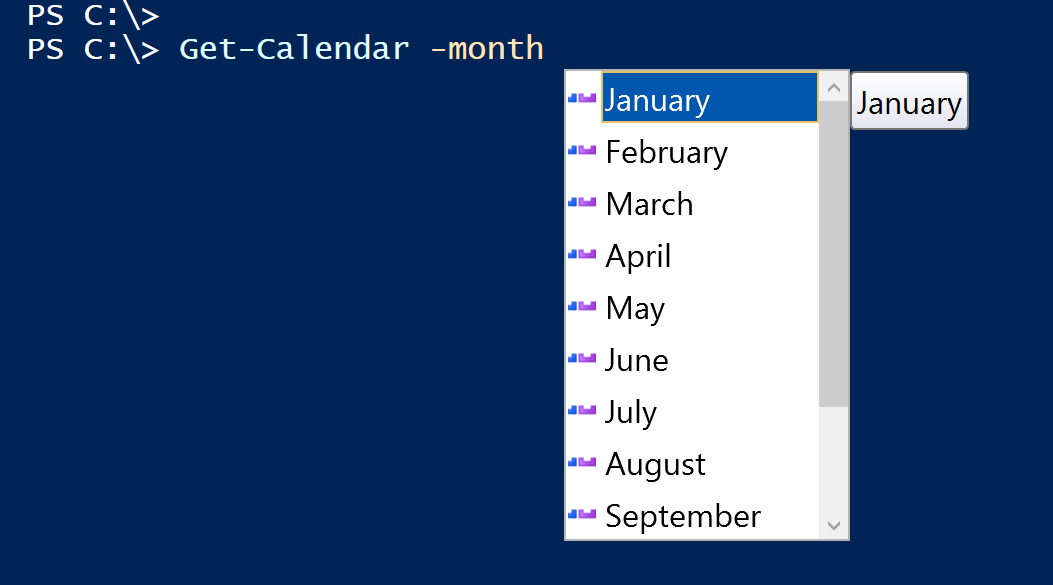 PS C:\>
PS C:\> Get-Calendar -month
January January
February
March
April
May
June
July
August
September